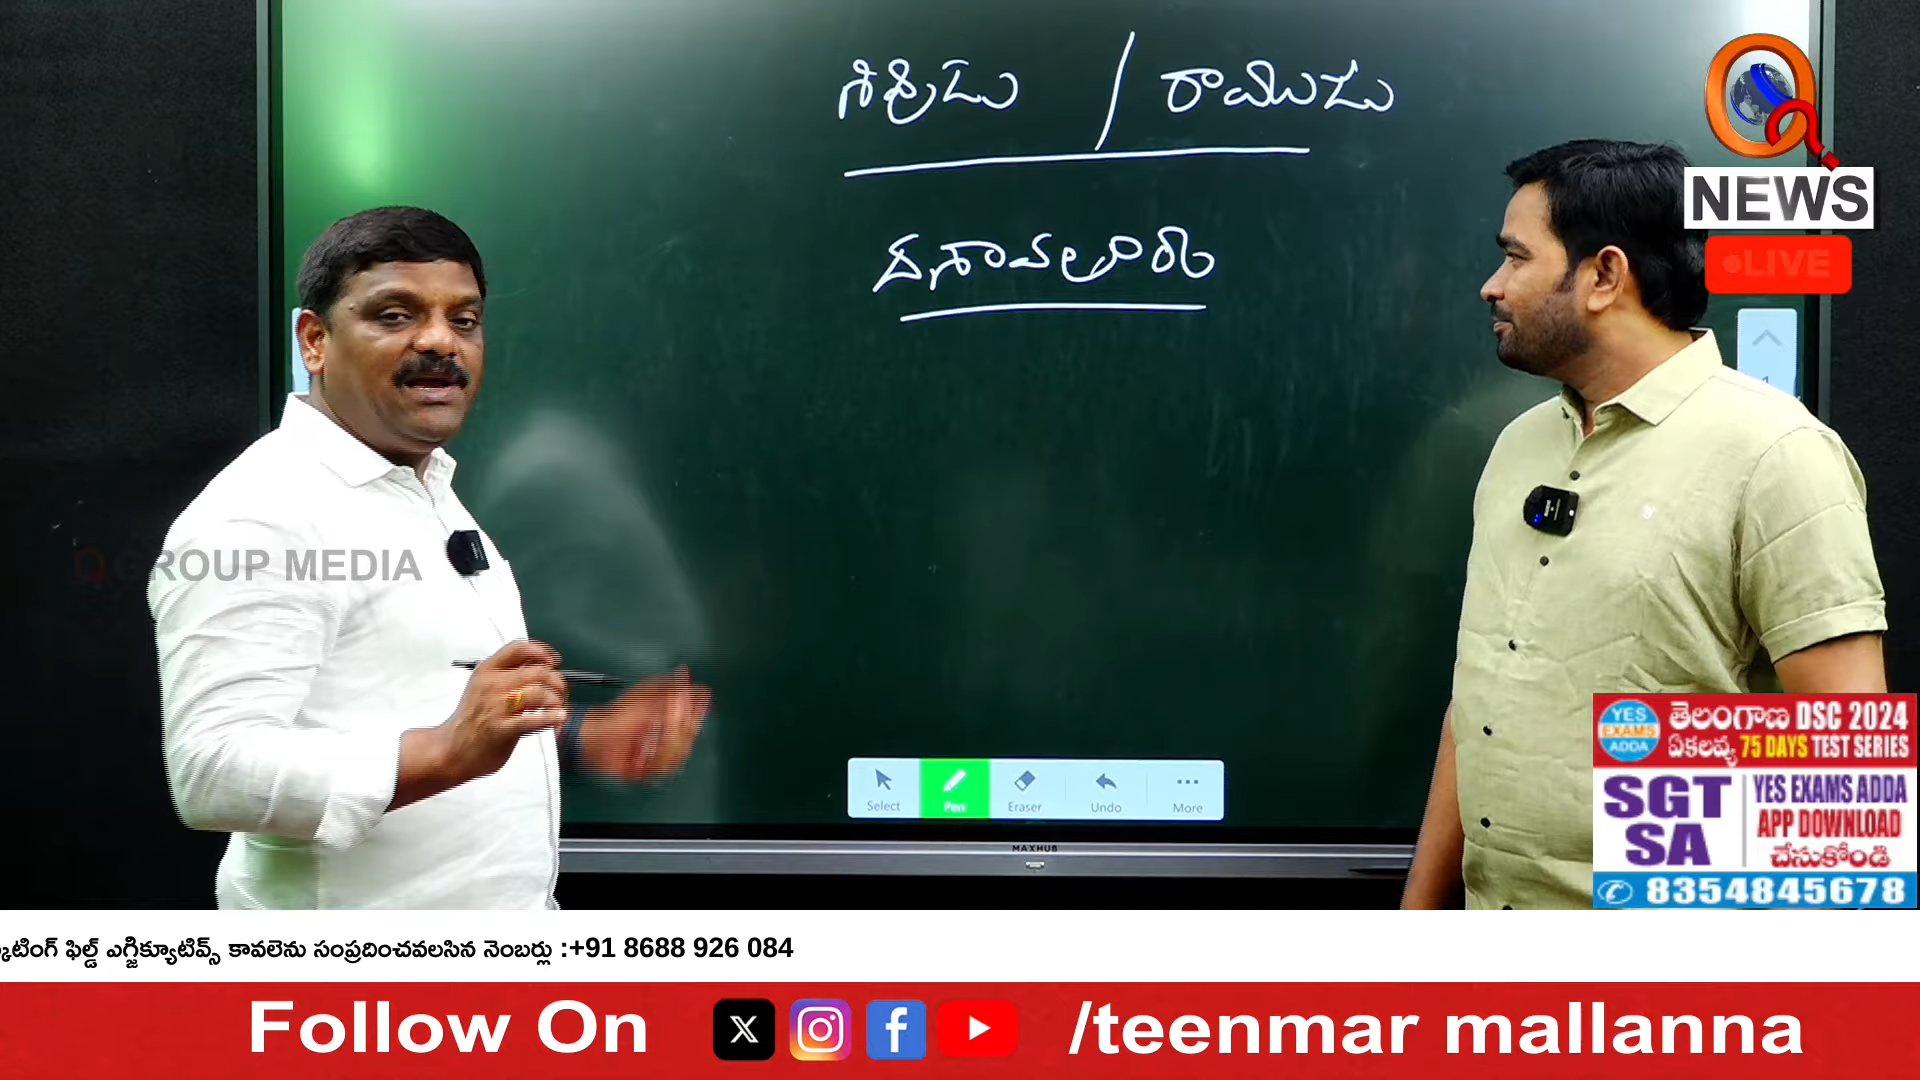 / రాముడు
దశావతారం
Q
NEWS
LIVE
Q GROUP MEDIA
Select
Pen
Eraser
Undo
More
MAXHUB
YES
EXAMS
ADDA
తెలంగాణ DSC 2024
ఏకలవ్య 75 DAYS TEST SERIES
SGT
SA
YES EXAMS ADDA
APP DOWNLOAD
చేసుకోండి
8354845678
ఫీల్డ్ ఎగ్జిక్యూటివ్స్ కావలెను సంప్రదించవలసిన నెంబర్లు :+91 8688 926 084
Follow On /teenmar mallanna